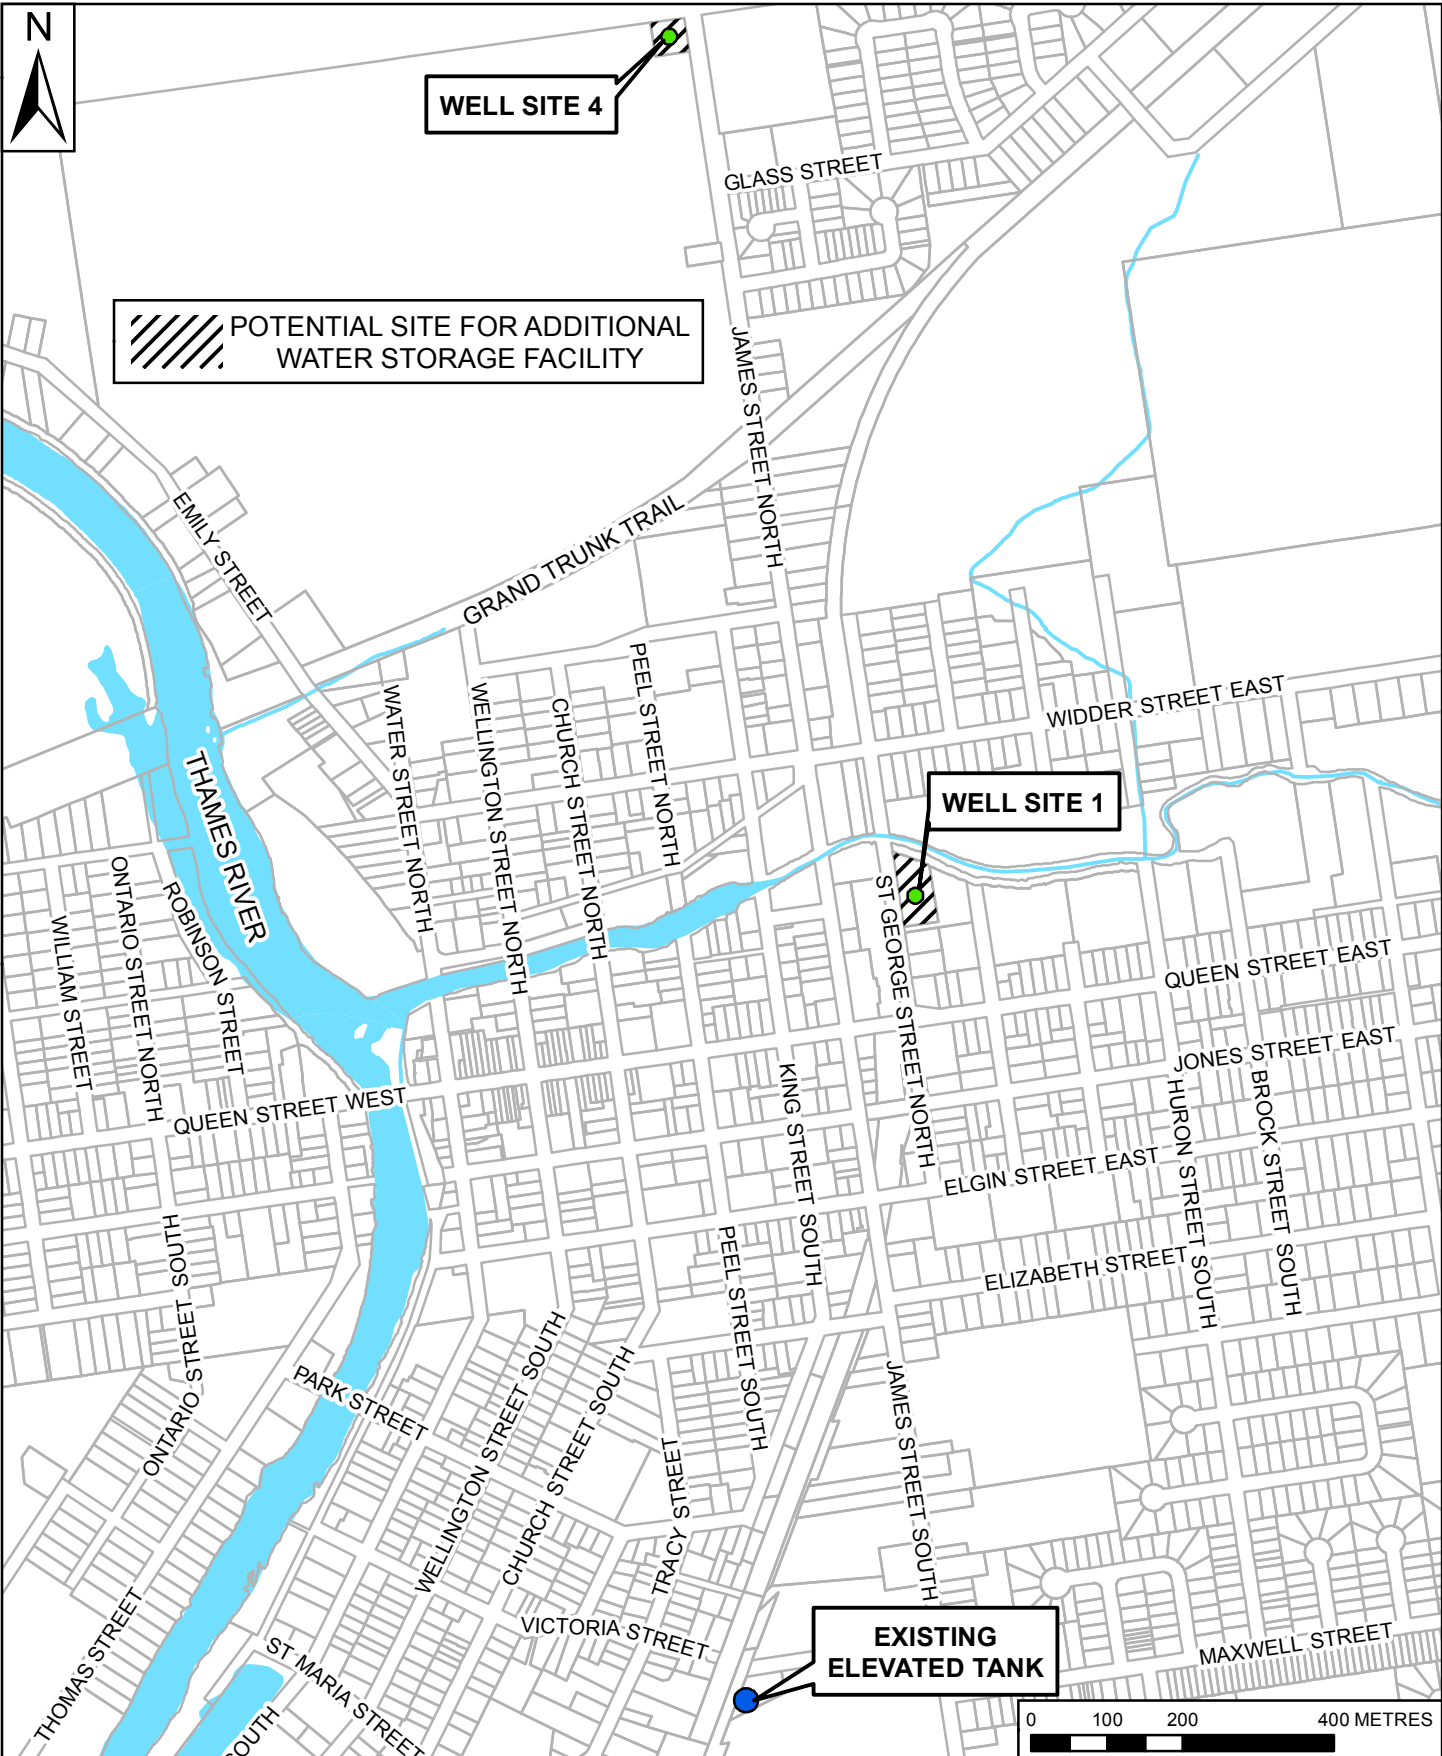 N
WELL SITE 4
GLASS STREET
POTENTIAL SITE FOR ADDITIONAL
WATER STORAGE FACILITY
JAMES STREET NORTH
EMILY STREET
GRAND TRUNK TRAIL
PEEL STREET NORTH
WATER STREET NORTH
WELLINGTON STREET NORTH
CHURCH STREET NORTH
WIDDER STREET EAST
THAMES RIVER
WELL SITE 1
ONTARIO STREET NORTH
ROBINSON STREET
WILLIAM STREET
ST GEORGE STREET NORTH
QUEEN STREET EAST
JONES STREET EAST
QUEEN STREET WEST
KING STREET SOUTH
HURON STREET SOUTH
BROCK STREET SOUTH
ELGIN STREET EAST
ONTARIO STREET SOUTH
PEEL STREET SOUTH
ELIZABETH STREET
PARK STREET
WELLINGTON STREET SOUTH
CHURCH STREET SOUTH
JAMES STREET SOUTH
TRACY STREET
THOMAS STREET
VICTORIA STREET
EXISTING
ELEVATED TANK
MAXWELL STREET
ST MARIA STREET
SOUTH
0 100 200 400 METRES